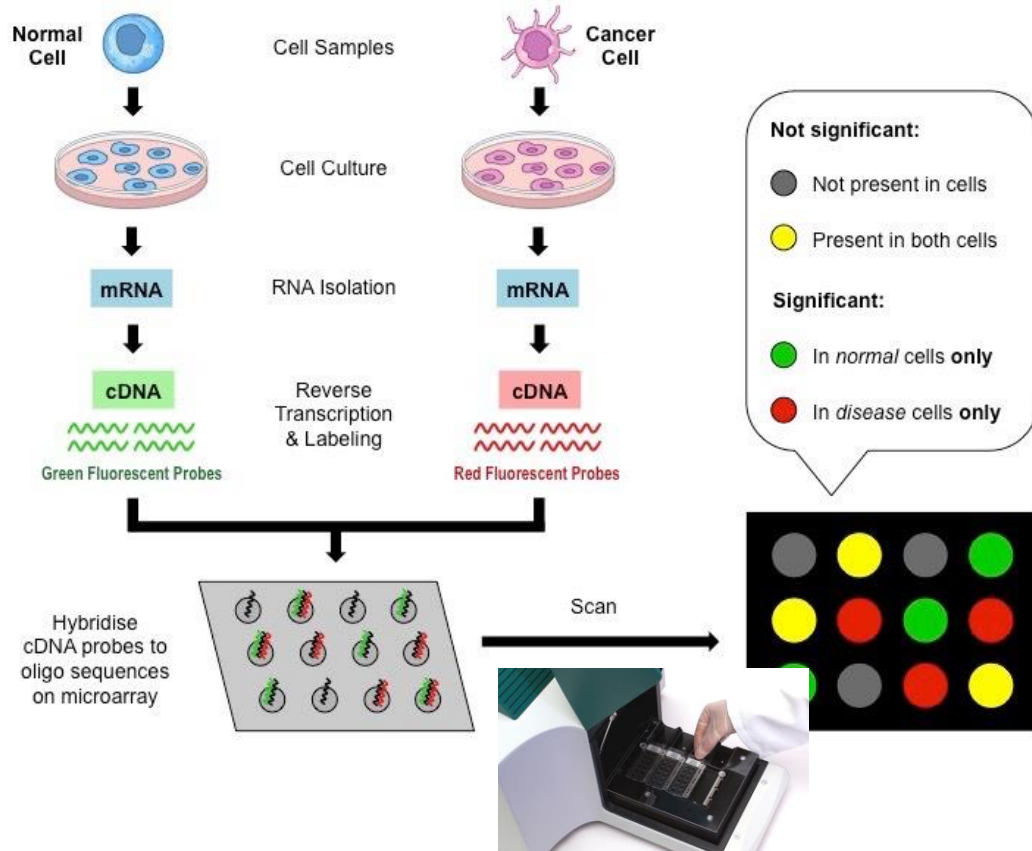 Normal
Cell
Cell Samples
Cancer
Cell
Cell Culture
mRNA
RNA Isolation
mRNA
cDNA
Reverse
Transcription
& Labeling
cDNA
Green Fluorescent Probes
Red Fluorescent Probes
Hybridise
cDNA probes to
oligo sequences
on microarray
Scan
Not significant:
Not present in cells
Present in both cells
Significant:
In normal cells only
In disease cells only